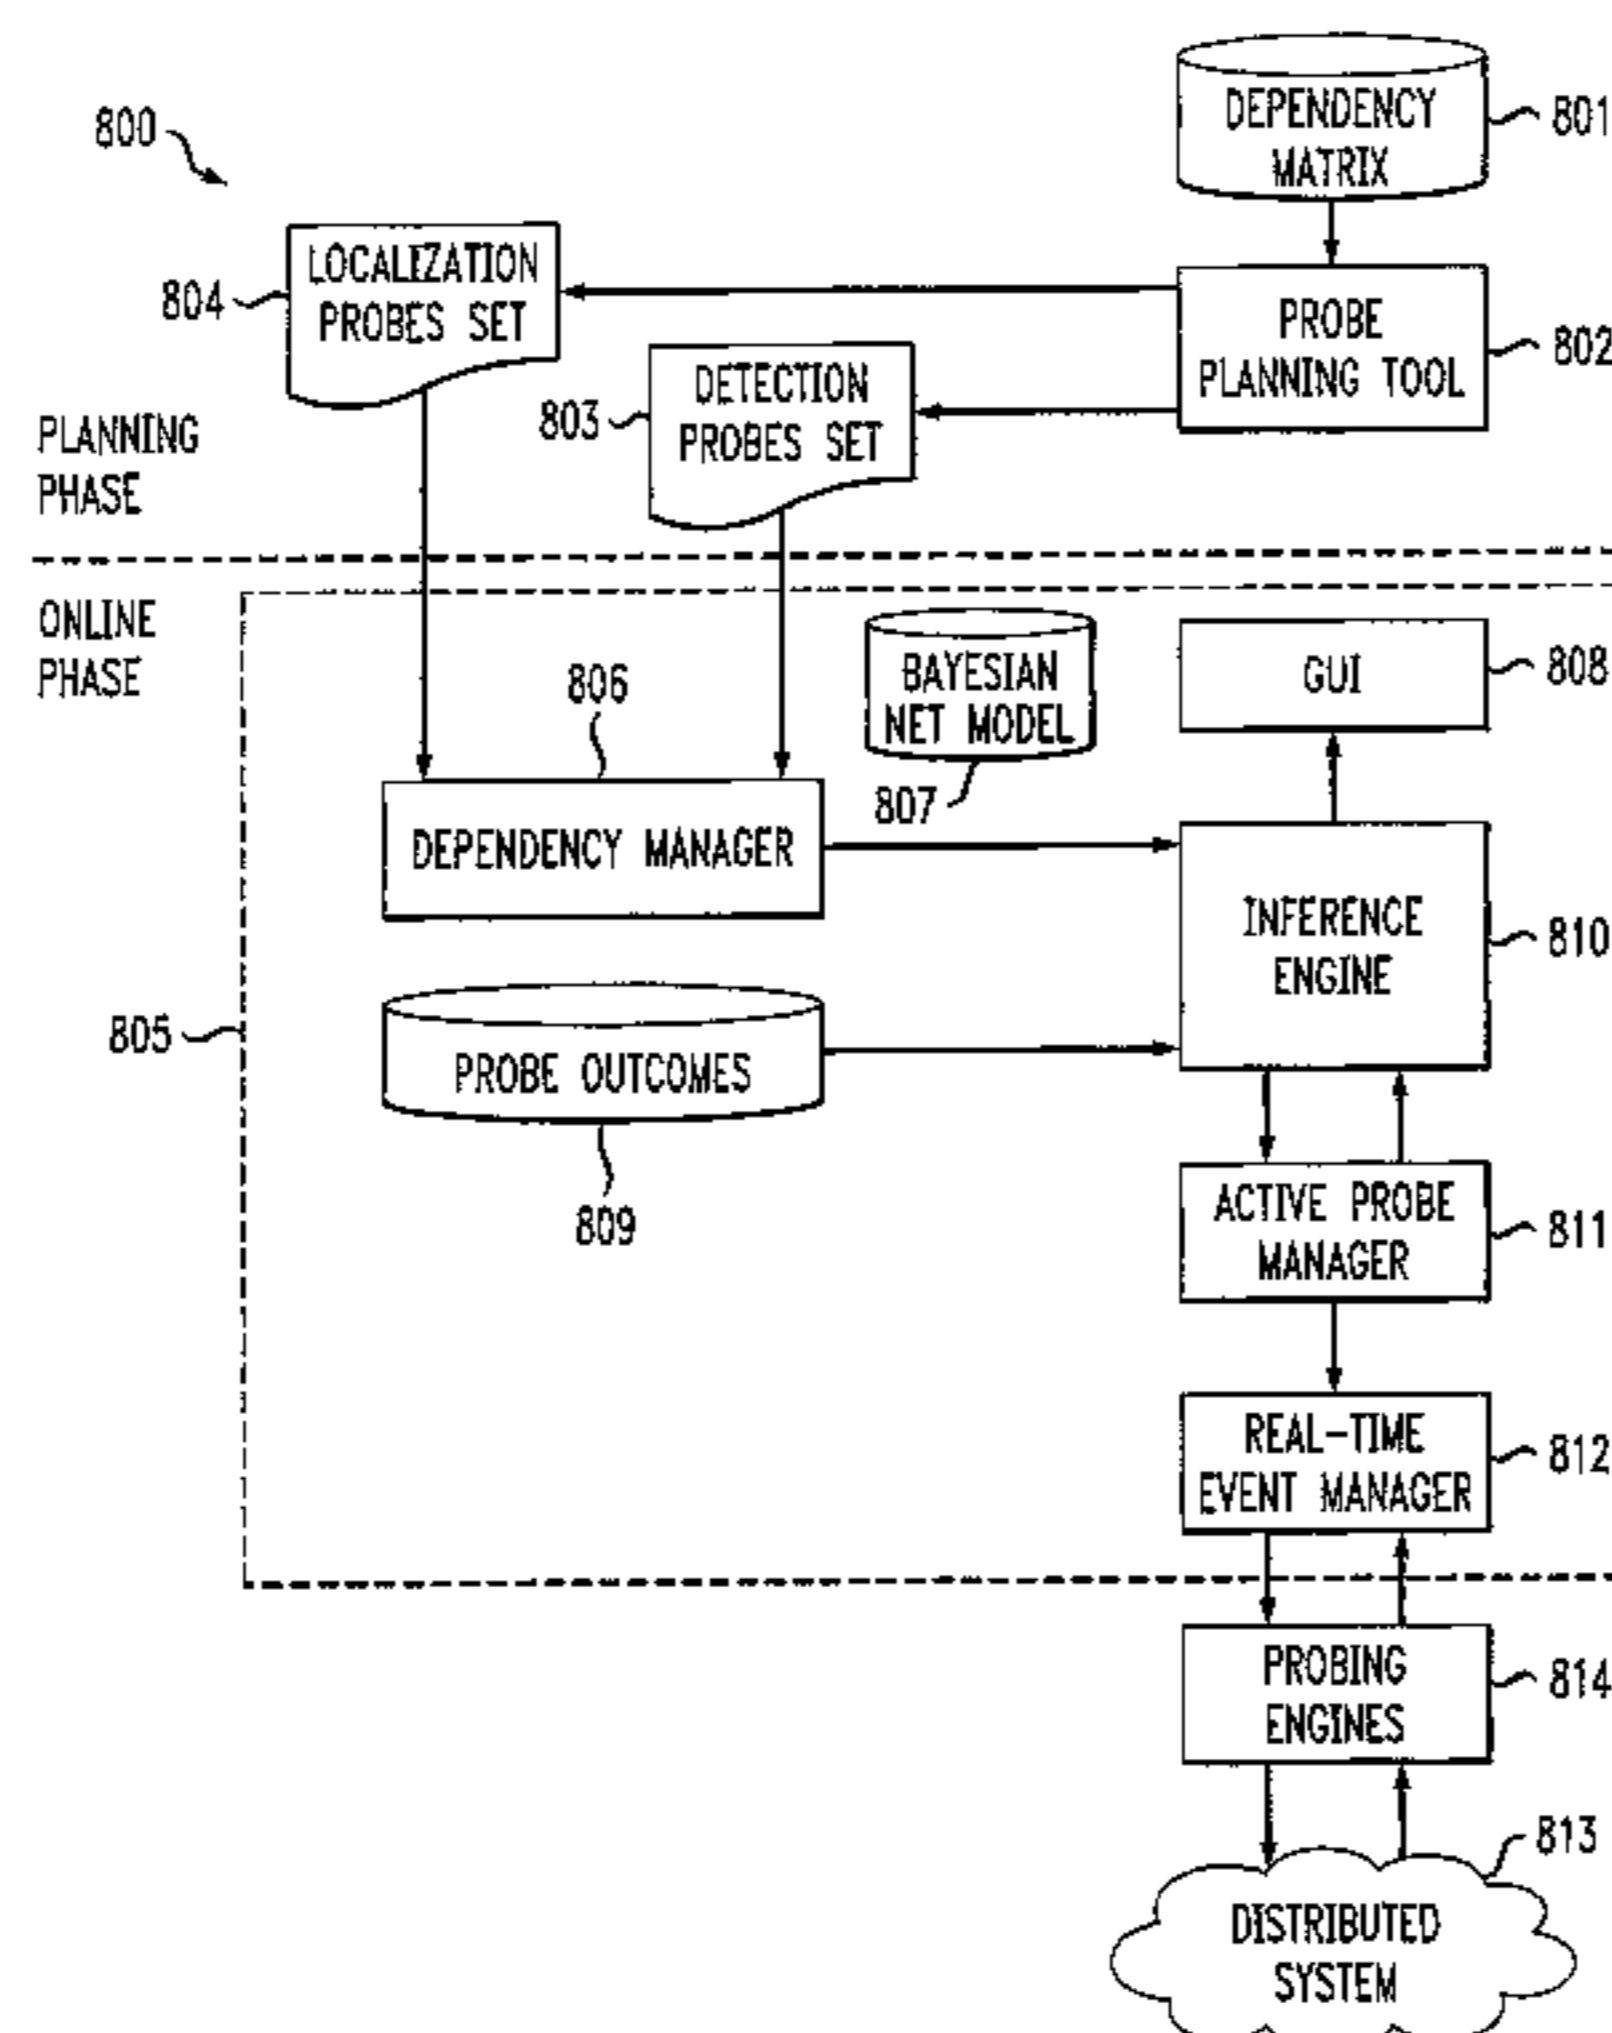 800
DEPENDENCY
MATRIX
801
LOCALIZATION
PROBES SET
804
PROBE
PLANNING TOOL
802
DETECTION
PROBES SET
803
PLANNING
PHASE
ONLINE
PHASE
BAYESIAN
NET MODEL
807
GUI
808
806
DEPENDENCY MANAGER
INFERENCE
ENGINE
810
805
PROBE OUTCOMES
809
ACTIVE PROBE
MANAGER
811
REAL-TIME
EVENT MANAGER
812
PROBING
ENGINES
814
813
DISTRIBUTED
SYSTEM